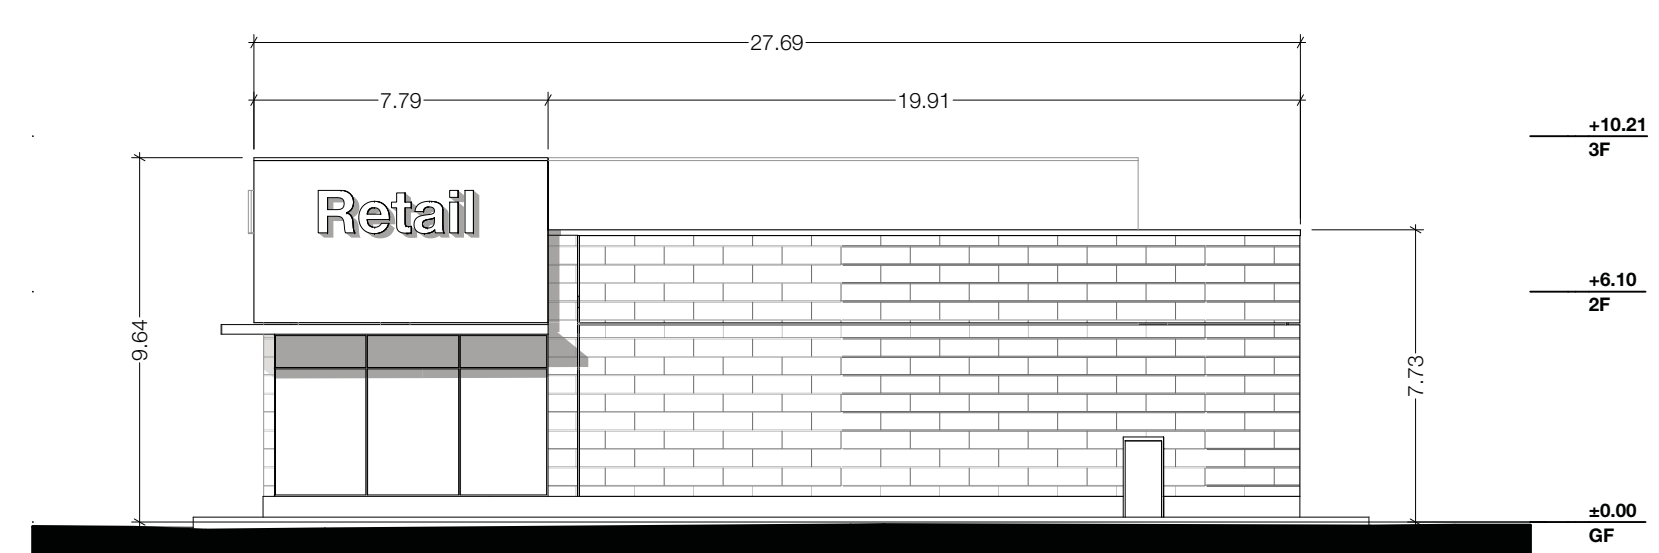 27.69
7.79
19.91
+10.21
3F
Retail
+6.10
2F
9.64
7.73
±0.00
GF